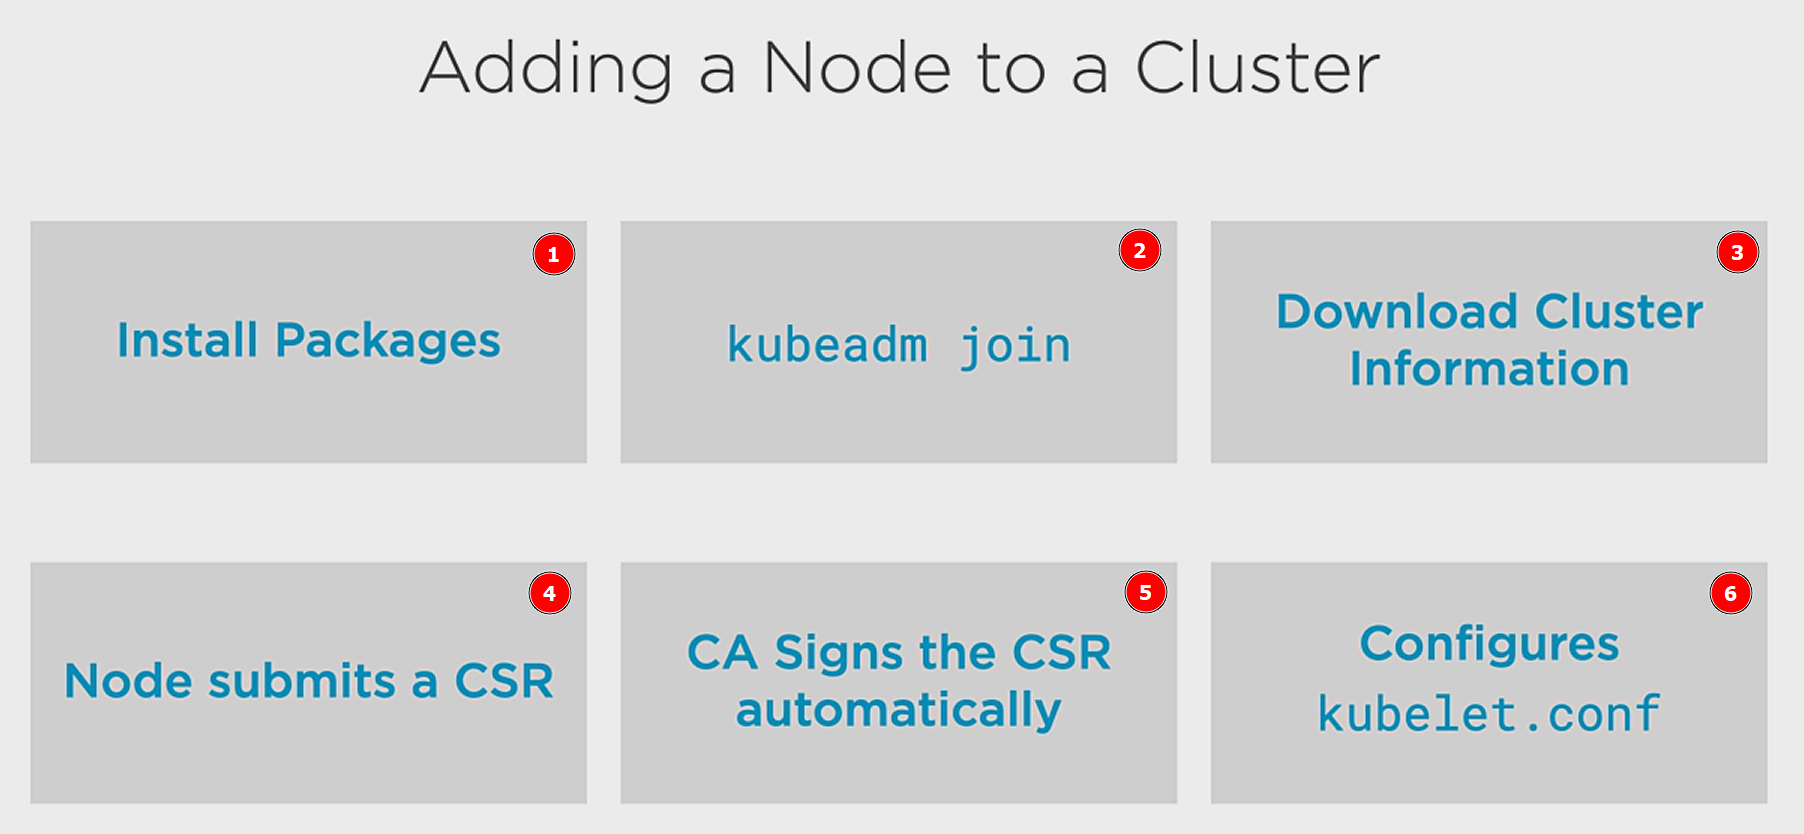 Adding a Node to a Cluster
1
Install Packages
2
kubeadm join
3
Download Cluster
Information
4
Node submits a CSR
5
CA Signs the CSR
automatically
6
Configures
kubelet.conf